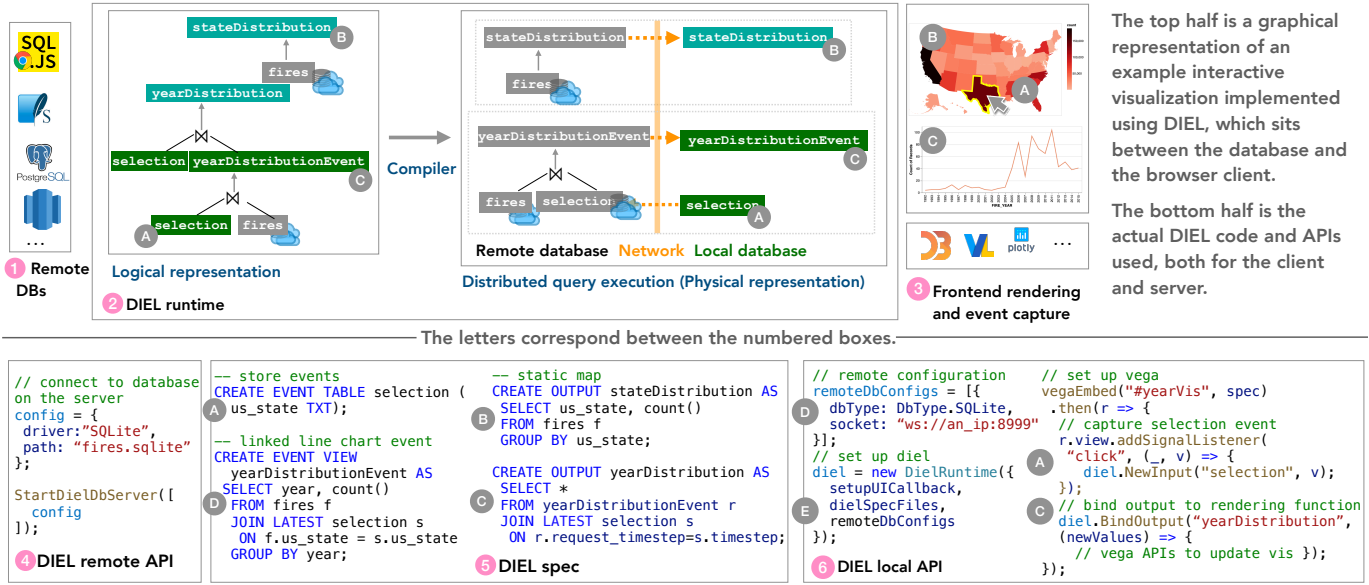 SQL
.JS
S
PostgreSQL
...
1 Remote
DBs
stateDistribution
B
fires
yearDistribution
⋈
selection yearDistributionEvent
C
⋈
selection fires
A
Logical representation
2 DIEL runtime
Compiler
stateDistribution stateDistribution
B
fires
yearDistributionEvent yearDistributionEvent
C
⋈
fires selection selection
A
Remote database Network Local database
Distributed query execution (Physical representation)
B
A
count
C
Count of Records
FIRE_YEAR
D3 VL plotly ...
3 Frontend rendering
and event capture
The top half is a graphical
representation of an
example interactive
visualization implemented
using DIEL, which sits
between the database and
the browser client.
The bottom half is the
actual DIEL code and APIs
used, both for the client
and server.
The letters correspond between the numbered boxes.
// connect to database
on the server
config = {
driver:”SQLite”,
path: “fires.sqlite”
};
StartDielDbServer([
config
]);
4 DIEL remote API
-- store events
CREATE EVENT TABLE selection (
A us_state TXT);
-- linked line chart event
CREATE EVENT VIEW
yearDistributionEvent AS
SELECT year, count()
D FROM fires f
JOIN LATEST selection s
ON f.us_state = s.us_state
GROUP BY year;
-- static map
CREATE OUTPUT stateDistribution AS
SELECT us_state, count()
B FROM fires f
GROUP BY us_state;
CREATE OUTPUT yearDistribution AS
SELECT *
C FROM yearDistributionEvent r
JOIN LATEST selection s
ON r.request_timestep=s.timestep;
5 DIEL spec
// remote configuration
remoteDbConfigs = [{
D dbType: DbType.SQLite,
socket: “ws://an_ip:8999"
}];
// set up diel
diel = new DielRuntime({
setupUICallback,
E dielSpecFiles,
remoteDbConfigs
});
6 DIEL local API
// set up vega
vegaEmbed("#yearVis", spec)
.then(r => {
// capture selection event
r.view.addSignalListener(
A “click”, (_, v) => {
diel.NewInput("selection", v);
});
// bind output to rendering function
C diel.BindOutput(“yearDistribution”,
(newValues) => {
// vega APIs to update vis });
});